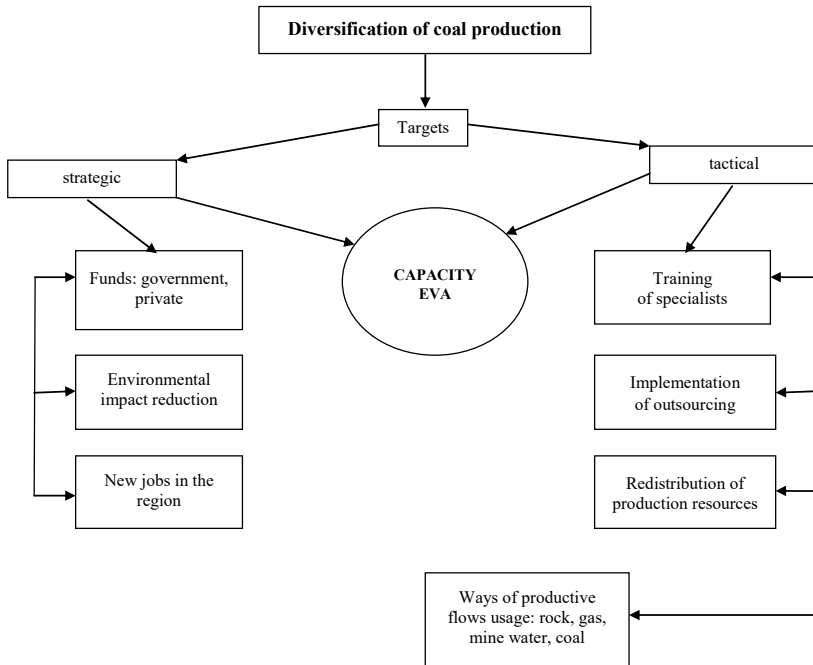 Diversification of coal production
Targets
strategic
tactical
CAPACITY
EVA
Funds: government,
private
Training
of specialists
Environmental
impact reduction
Implementation
of outsourcing
New jobs in the
region
Redistribution of
production resources
Ways of productive
flows usage: rock, gas,
mine water, coal